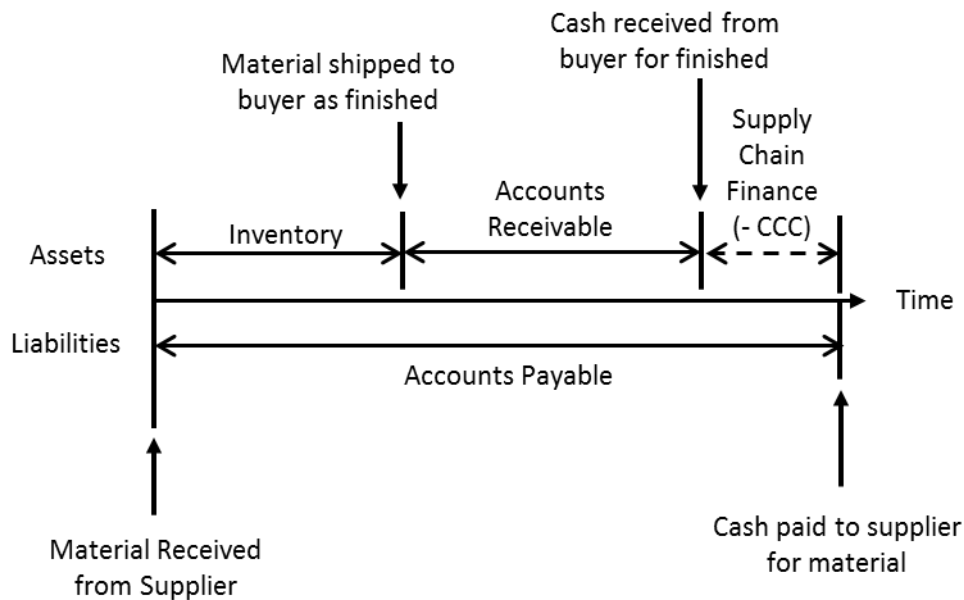 Cash received from
buyer for finished
Material shipped to
buyer as finished
Supply
Chain
Finance
(- CCC)
Accounts
Receivable
Inventory
Assets
Time
Liabilities
Accounts Payable
Material Received
from Supplier
Cash paid to supplier
for material